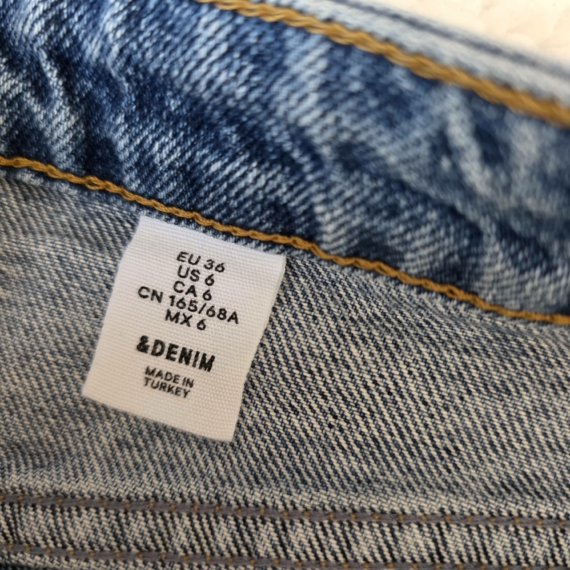 EU 36
US 6
CA 6
CN 165/68A
MX 6
&DENIM
MADE IN
TURKEY